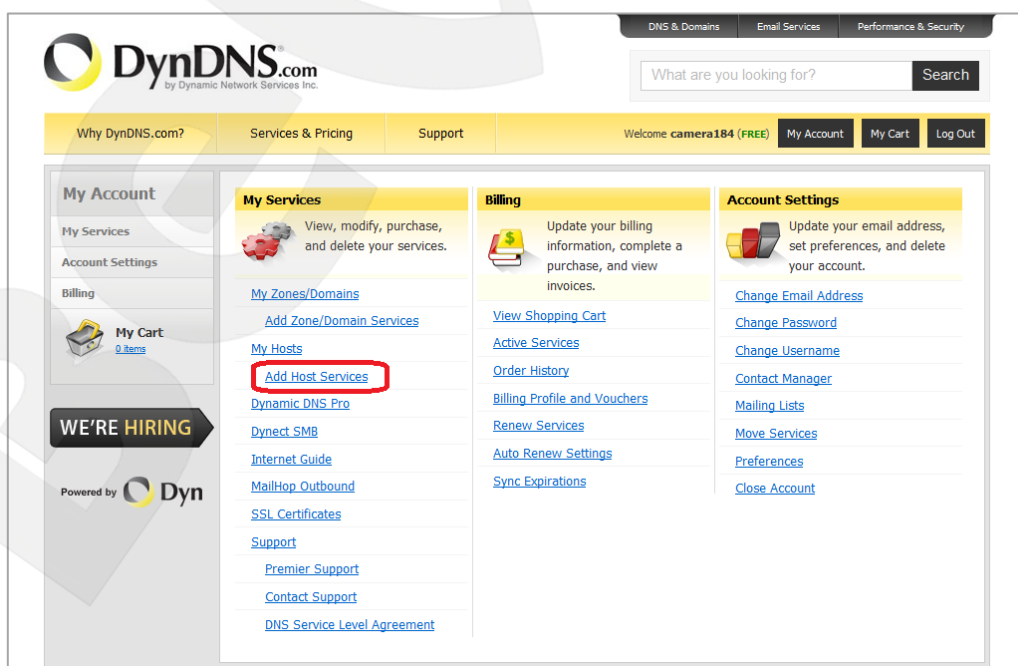 DNS & Domains Email Services Performance & Security
DynDNS.com
by Dynamic Network Services Inc.
What are you looking for? Search
Why DynDNS.com? Services & Pricing Support Welcome camera184 (FREE) My Account My Cart Log Out
My Account
My Services
Account Settings
Billing
My Cart
0 items
WE'RE HIRING
Powered by Dyn
My Services
View, modify, purchase,
and delete your services.
My Zones/Domains
Add Zone/Domain Services
My Hosts
Add Host Services
Dynamic DNS Pro
Dynect SMB
Internet Guide
MailHop Outbound
SSL Certificates
Support
Premier Support
Contact Support
DNS Service Level Agreement
Billing
Update your billing
information, complete a
purchase, and view
invoices.
View Shopping Cart
Active Services
Order History
Billing Profile and Vouchers
Renew Services
Auto Renew Settings
Sync Expirations
Account Settings
Update your email address,
set preferences, and delete
your account.
Change Email Address
Change Password
Change Username
Contact Manager
Mailing Lists
Move Services
Preferences
Close Account